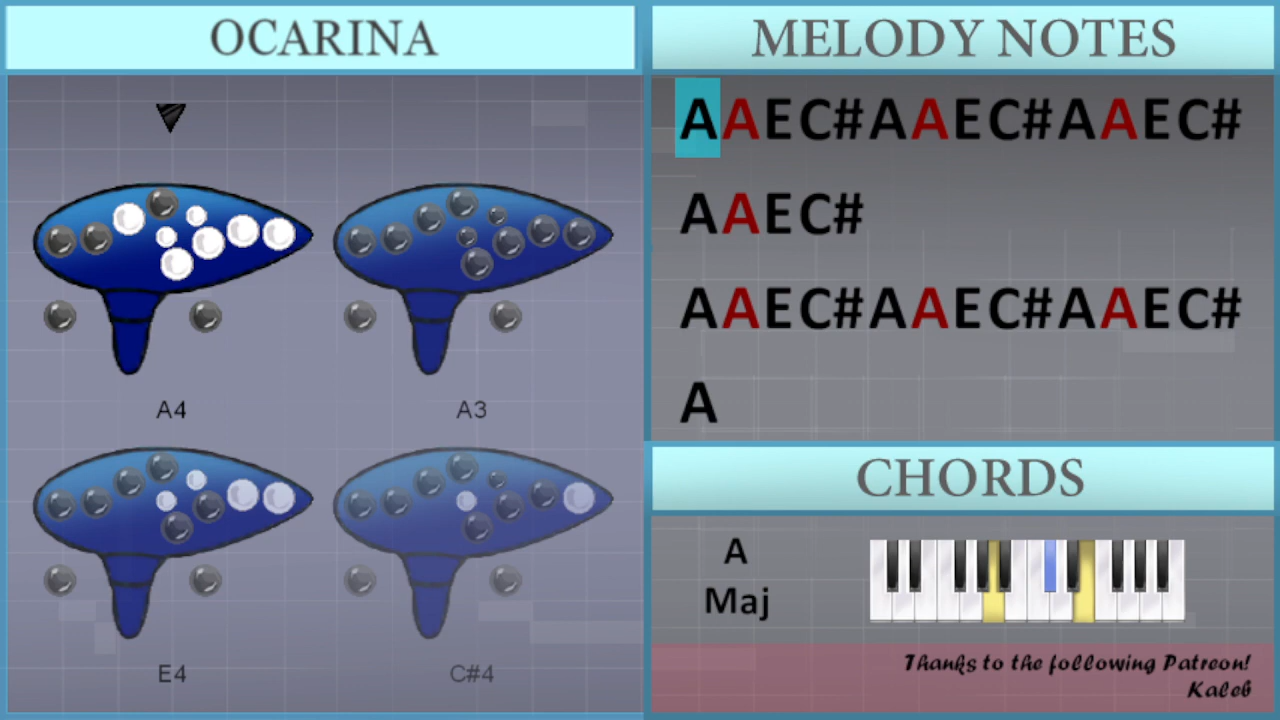 OCARINA
A4 A3
E4 C#4
MELODY NOTES
AAEC#AAEC#AAEC#
AAEC#
AAEC#AAEC#AAEC#
A
CHORDS
A
Maj
Thanks to the following Patreon!
Kaleb